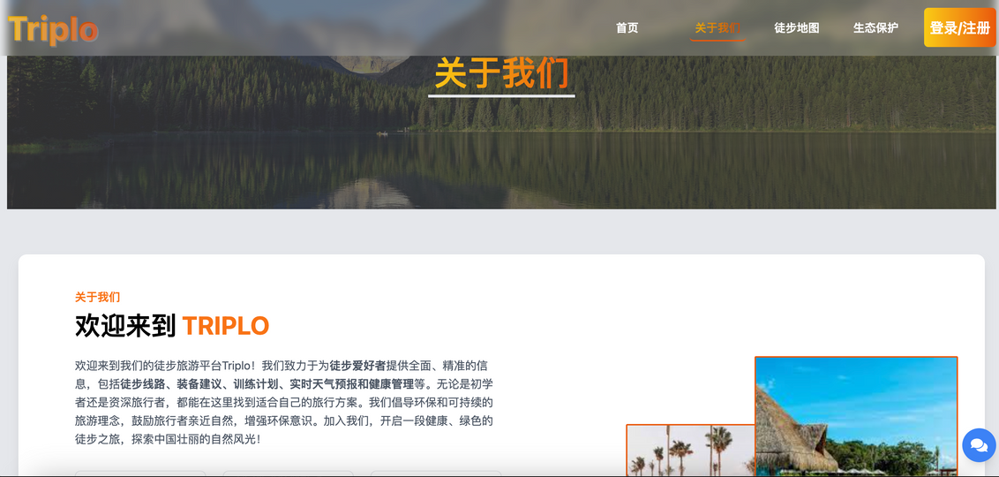 Triplo
首页
关于我们
徒步地图
生态保护
登录/注册
关于我们
关于我们
欢迎来到 TRIPLO
欢迎来到我们的徒步旅游平台Triplo！我们致力于为徒步爱好者提供全面、精准的信
息，包括徒步线路、装备建议、训练计划、实时天气预报和健康管理等。无论是初学
者还是资深旅行者，都能在这里找到适合自己的旅行方案。我们倡导环保和可持续的
旅游理念，鼓励旅行者亲近自然，增强环保意识。加入我们，开启一段健康、绿色的
徒步之旅，探索中国壮丽的自然风光！